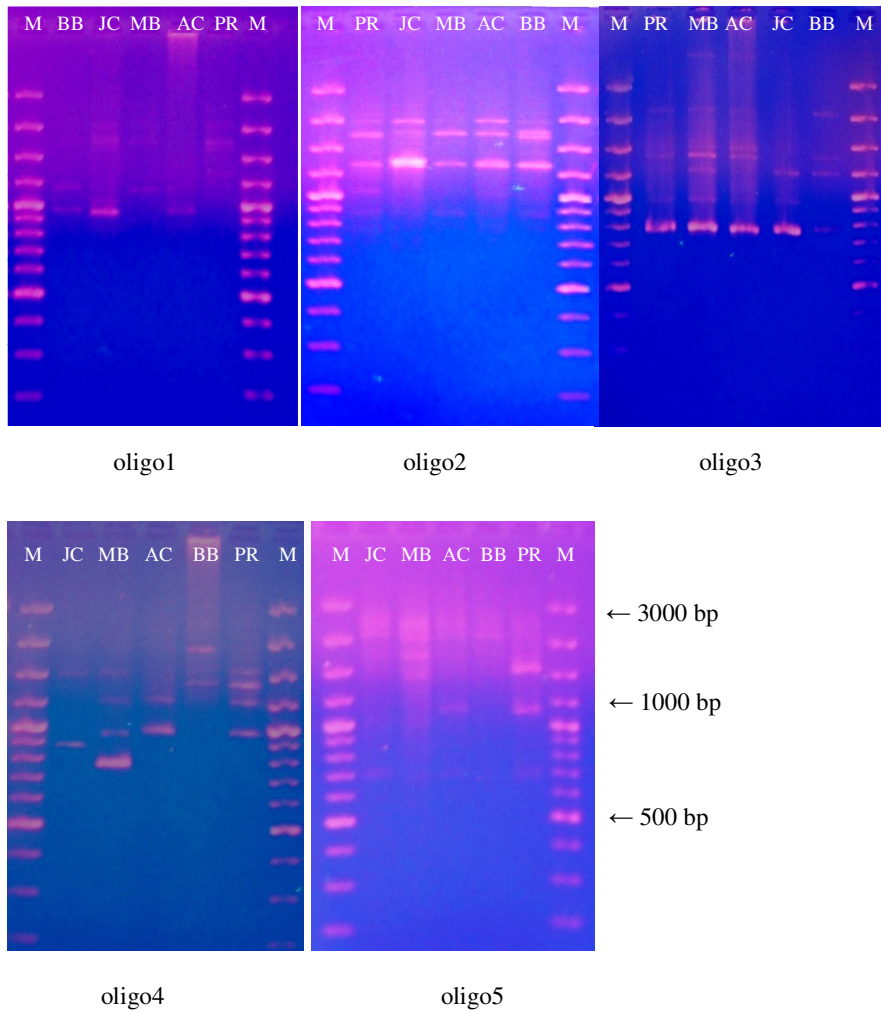 M BB JC MB AC PR M
M PR JC MB AC BB M
M PR MB AC JC BB M
oligo1
oligo2
oligo3
M JC MB AC BB PR M
M JC MB AC BB PR M
← 3000 bp
← 1000 bp
← 500 bp
oligo4
oligo5